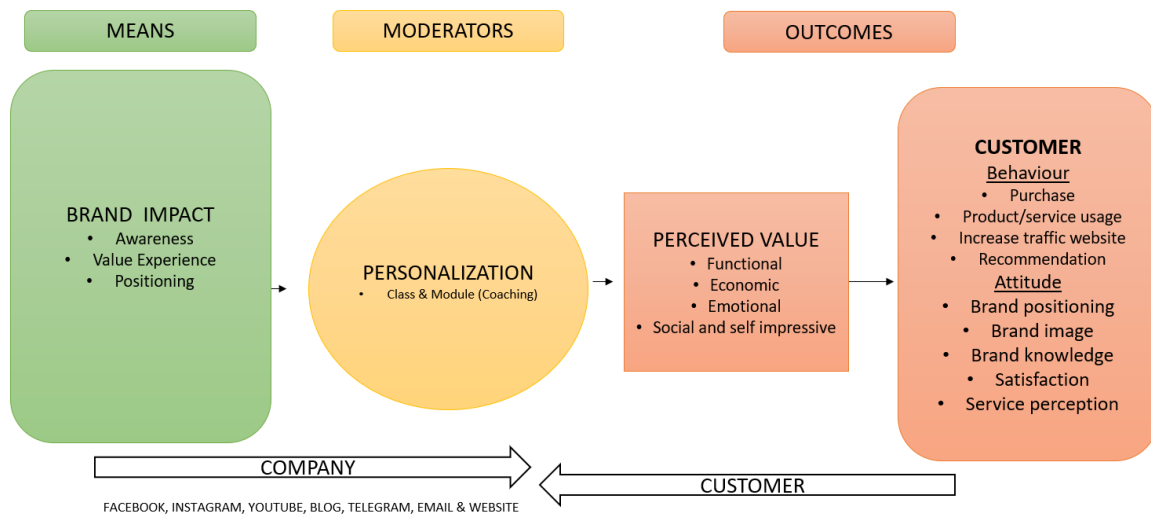 MEANS
MODERATORS
OUTCOMES
BRAND IMPACT
• Awareness
• Value Experience
• Positioning
PERSONALIZATION
• Class & Module (Coaching)
PERCEIVED VALUE
• Functional
• Economic
• Emotional
• Social and self impressive
CUSTOMER
Behaviour
• Purchase
• Product/service usage
• Increase traffic website
• Recommendation
Attitude
• Brand positioning
• Brand image
• Brand knowledge
• Satisfaction
• Service perception
COMPANY
CUSTOMER
FACEBOOK, INSTAGRAM, YOUTUBE, BLOG, TELEGRAM, EMAIL & WEBSITE